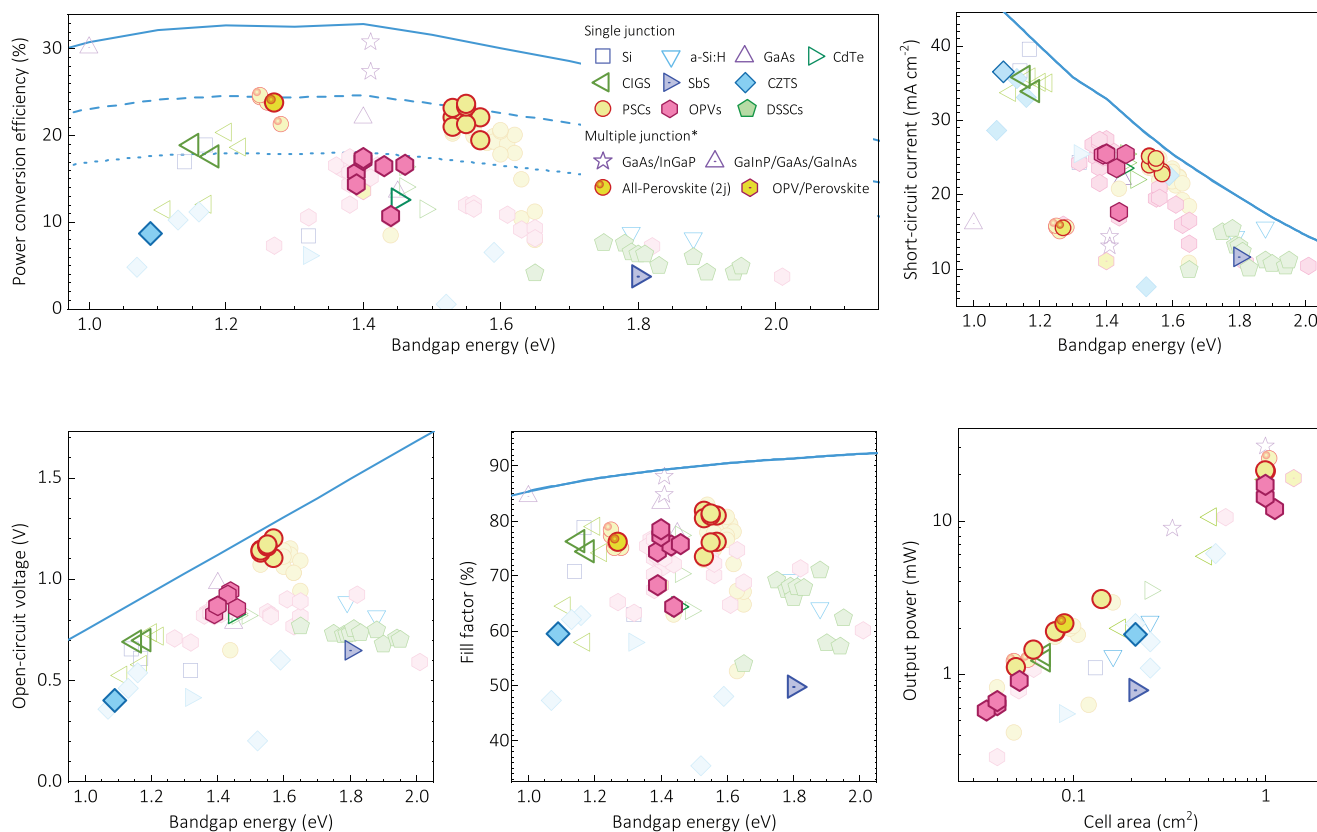 Power conversion efficiency (%)
30
20
10
0
1.0 1.2 1.4 1.6 1.8 2.0
Bandgap energy (eV)
Single junction
Si a-Si:H GaAs CdTe
CIGS SbS CZTS
PSCs OPVs DSSCs
Multiple junction*
GaAs/InGaP GaInP/GaAs/GaInAs
All-Perovskite (2j) OPV/Perovskite
Short-circuit current (mA cm⁻²)
40
30
20
10
1.0 1.2 1.4 1.6 1.8 2.0
Bandgap energy (eV)
Open-circuit voltage (V)
1.5
1.0
0.5
0.0
1.0 1.2 1.4 1.6 1.8 2.0
Bandgap energy (eV)
Fill factor (%)
90
80
70
60
50
40
1.0 1.2 1.4 1.6 1.8 2.0
Bandgap energy (eV)
Output power (mW)
10
1
0.1 1
Cell area (cm²)